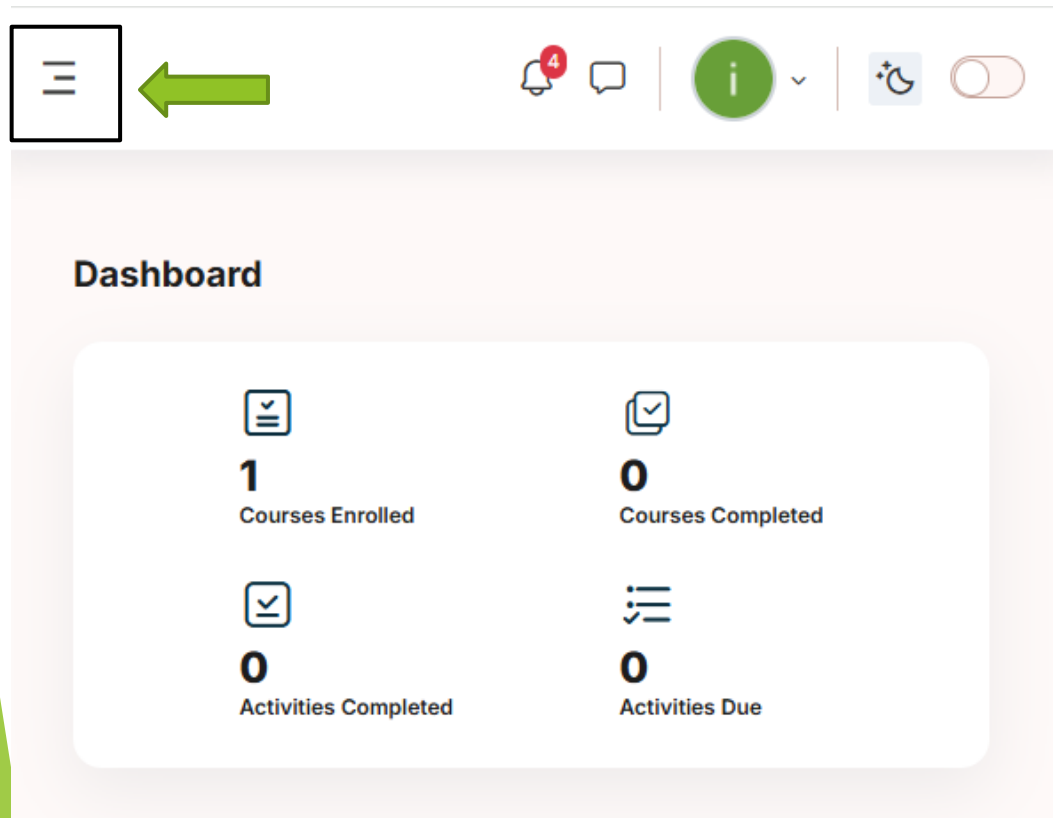 4
i
Dashboard
1
0
Courses Enrolled
Courses Completed
0
0
Activities Completed
Activities Due